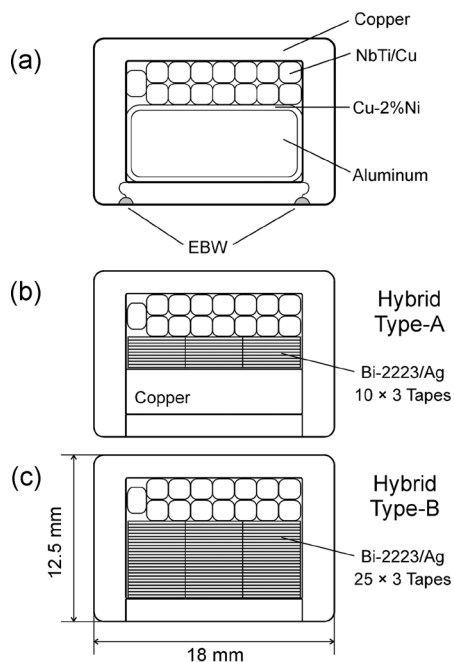 (a)
Copper
NbTi/Cu
Cu-2%Ni
Aluminum
EBW
(b)
Hybrid
Type-A
Bi-2223/Ag
10 × 3 Tapes
Copper
(c)
Hybrid
Type-B
Bi-2223/Ag
25 × 3 Tapes
12.5 mm
18 mm